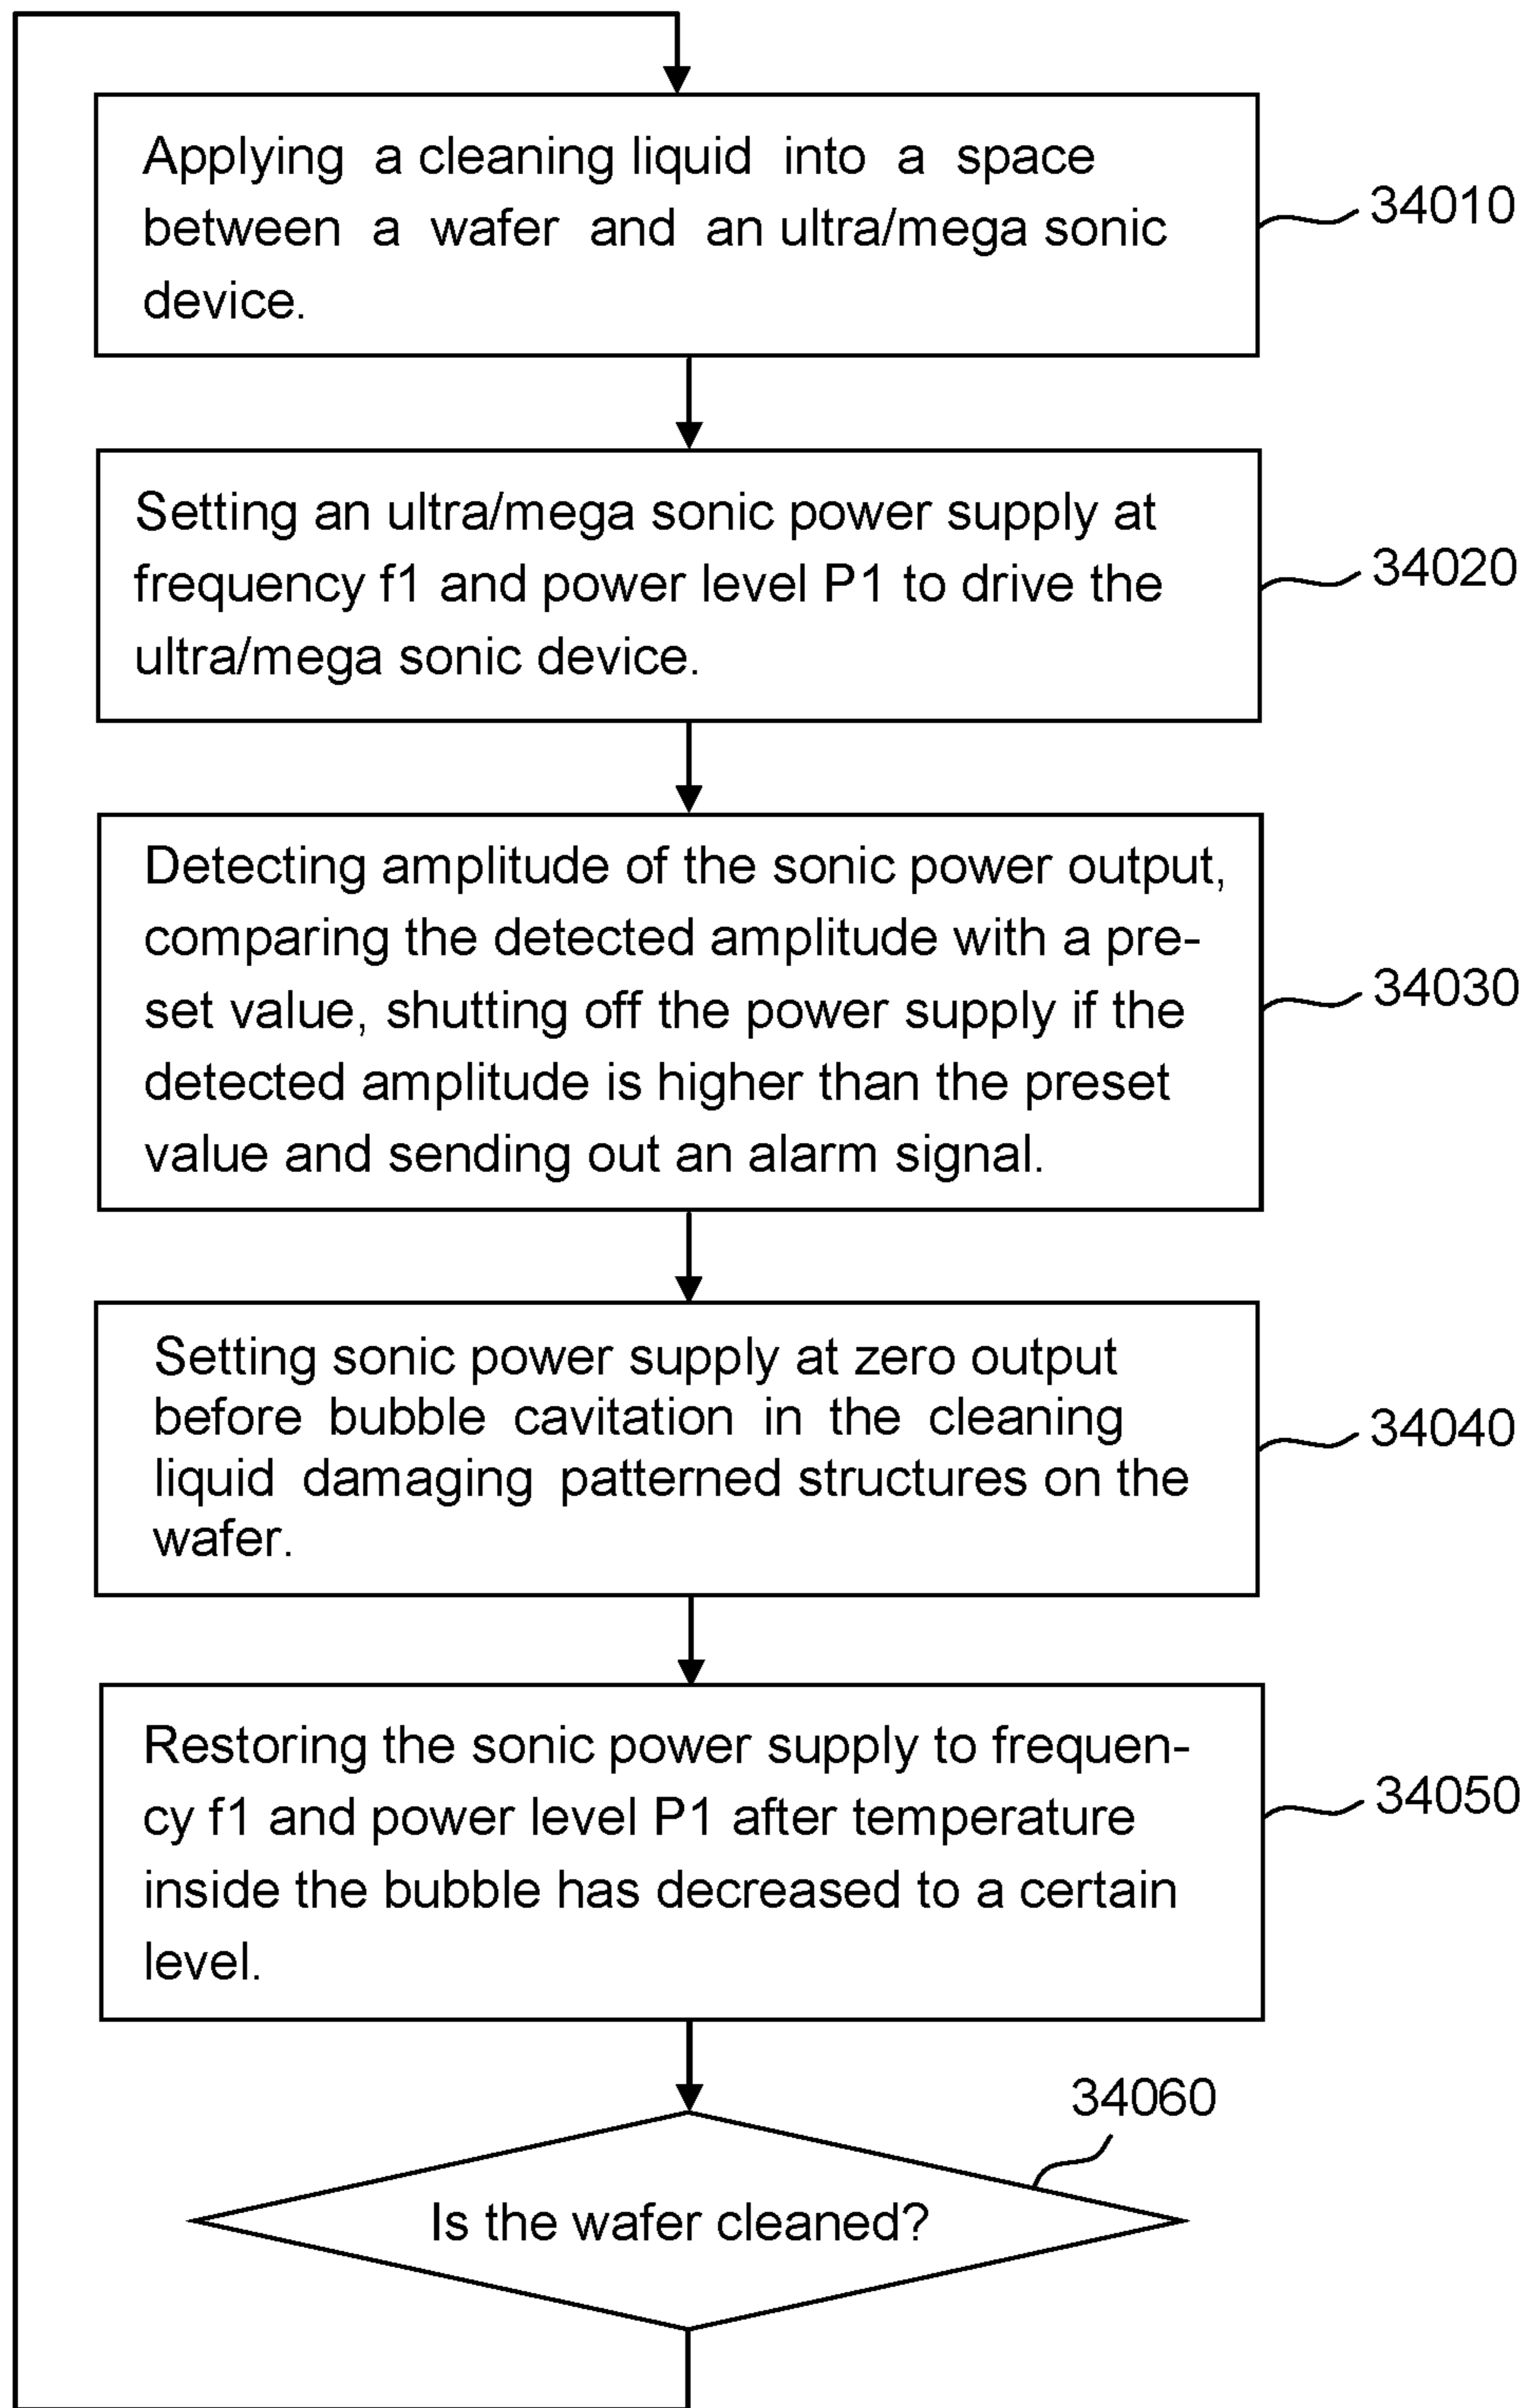 Applying a cleaning liquid into a space
between a wafer and an ultra/mega sonic
device.
34010
Setting an ultra/mega sonic power supply at
frequency f1 and power level P1 to drive the
ultra/mega sonic device.
34020
Detecting amplitude of the sonic power output,
comparing the detected amplitude with a pre-
set value, shutting off the power supply if the
detected amplitude is higher than the preset
value and sending out an alarm signal.
34030
Setting sonic power supply at zero output
before bubble cavitation in the cleaning
liquid damaging patterned structures on the
wafer.
34040
Restoring the sonic power supply to frequen-
cy f1 and power level P1 after temperature
inside the bubble has decreased to a certain
level.
34050
34060
Is the wafer cleaned?